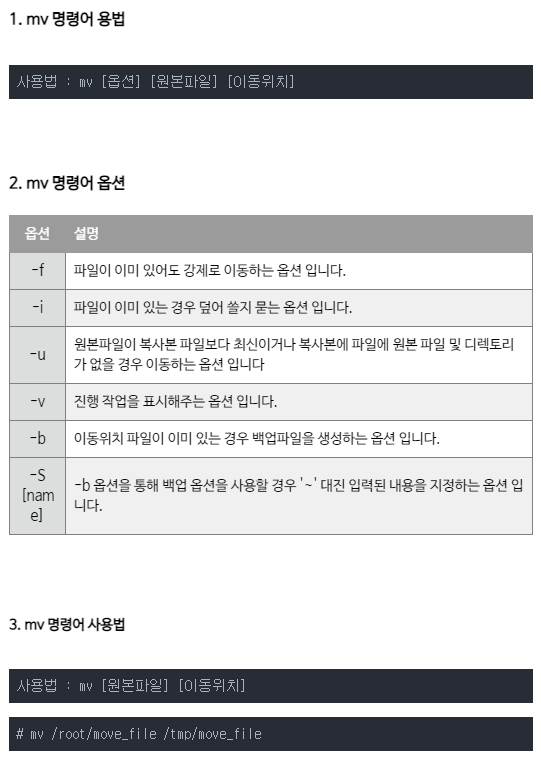 1. mv 명령어 용법
사용법 : mv [옵션] [원본파일] [이동위치]
2. mv 명령어 옵션
옵션 설명
-f 파일이 이미 있어도 강제로 이동하는 옵션 입니다.
-i 파일이 이미 있는 경우 덮어 쓸지 묻는 옵션 입니다.
-u 원본파일이 복사본 파일보다 최신이거나 복사본에 파일에 원본 파일 및 디렉토리
가 없을 경우 이동하는 옵션 입니다
-v 진행 작업을 표시해주는 옵션 입니다.
-b 이동위치 파일이 이미 있는 경우 백업파일을 생성하는 옵션 입니다.
-S
[nam
e]
-b 옵션을 통해 백업 옵션을 사용할 경우 '~' 대진 입력된 내용을 지정하는 옵션 입
니다.
3. mv 명령어 사용법
사용법 : mv [원본파일] [이동위치]
# mv /root/move_file /tmp/move_file